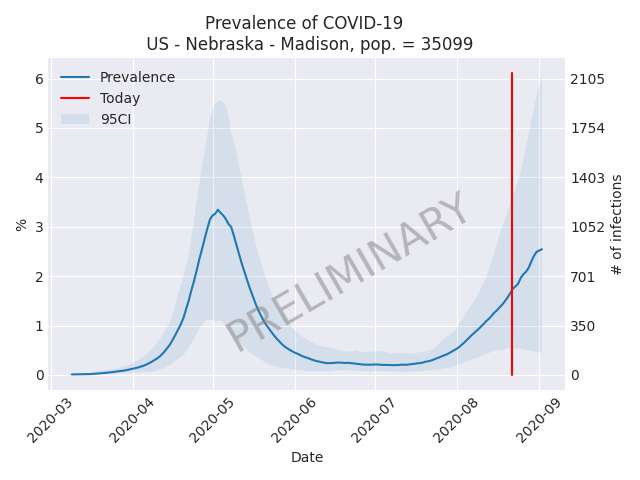 Prevalence of COVID-19
US - Nebraska - Madison, pop. = 35099
Prevalence
Today
95CI
6
5
4
3
2
1
0
%
2105
1754
1403
1052
701
350
0
# of infections
PRELIMINARY
2020-03
2020-04
2020-05
2020-06
2020-07
2020-08
2020-09
Date